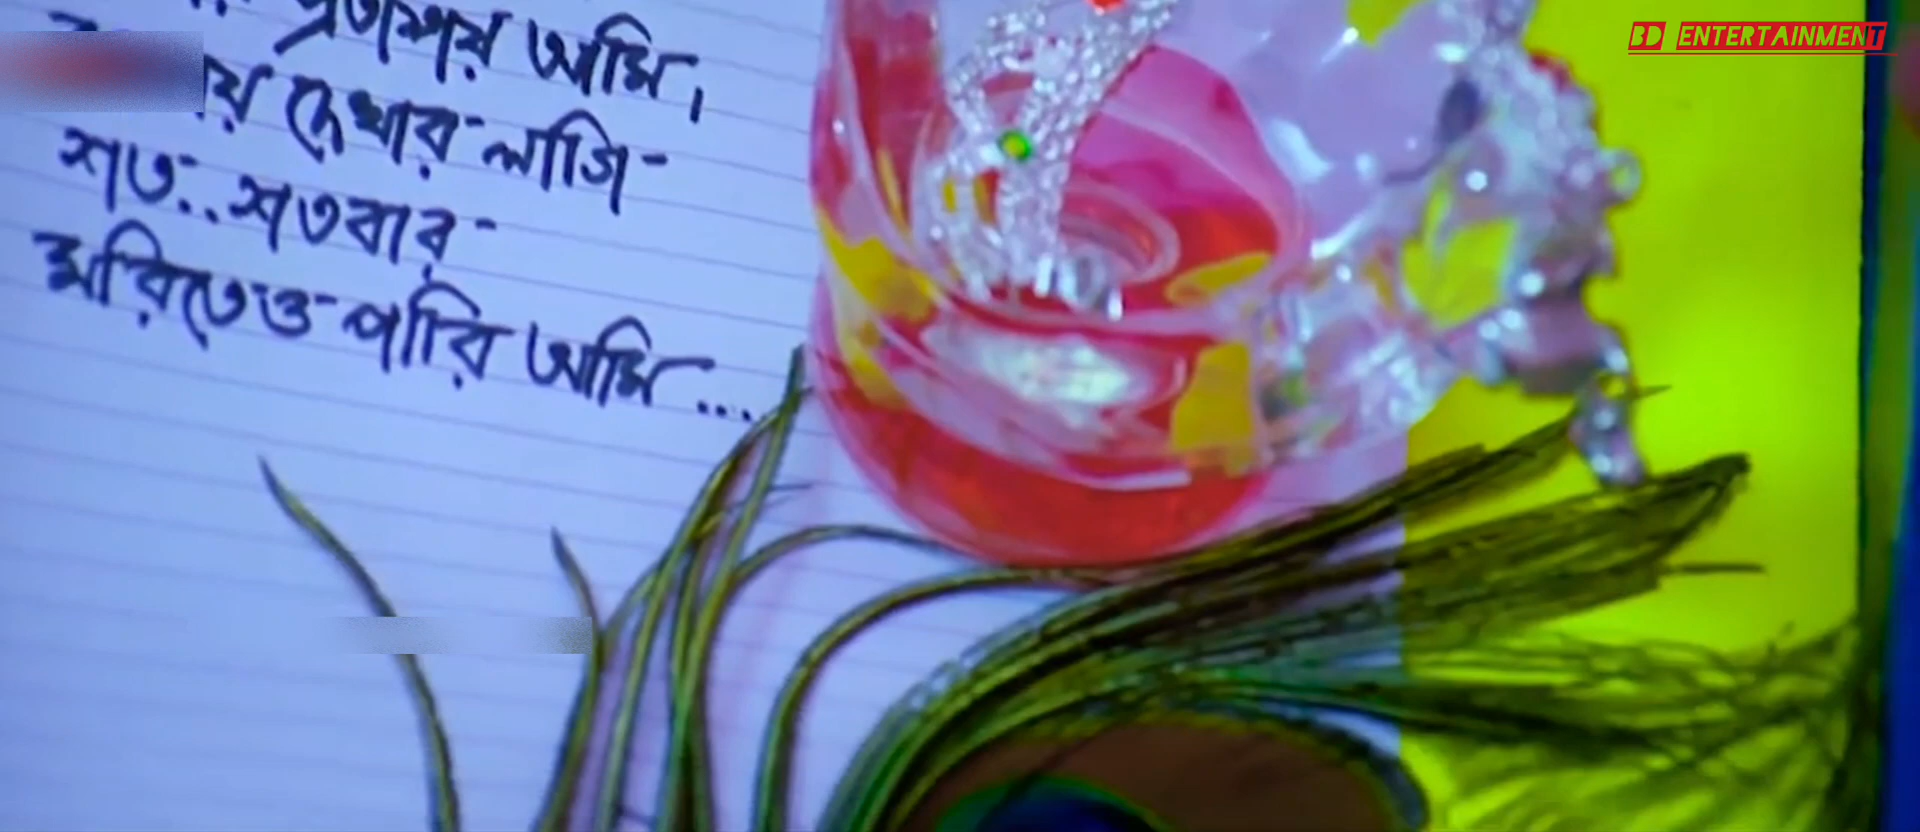 প্রত্যাশায় আমি।
দেখার লাগি-
শত..শতবার-
মরিতেও পারি আমি....
BD ENTERTAINMENT